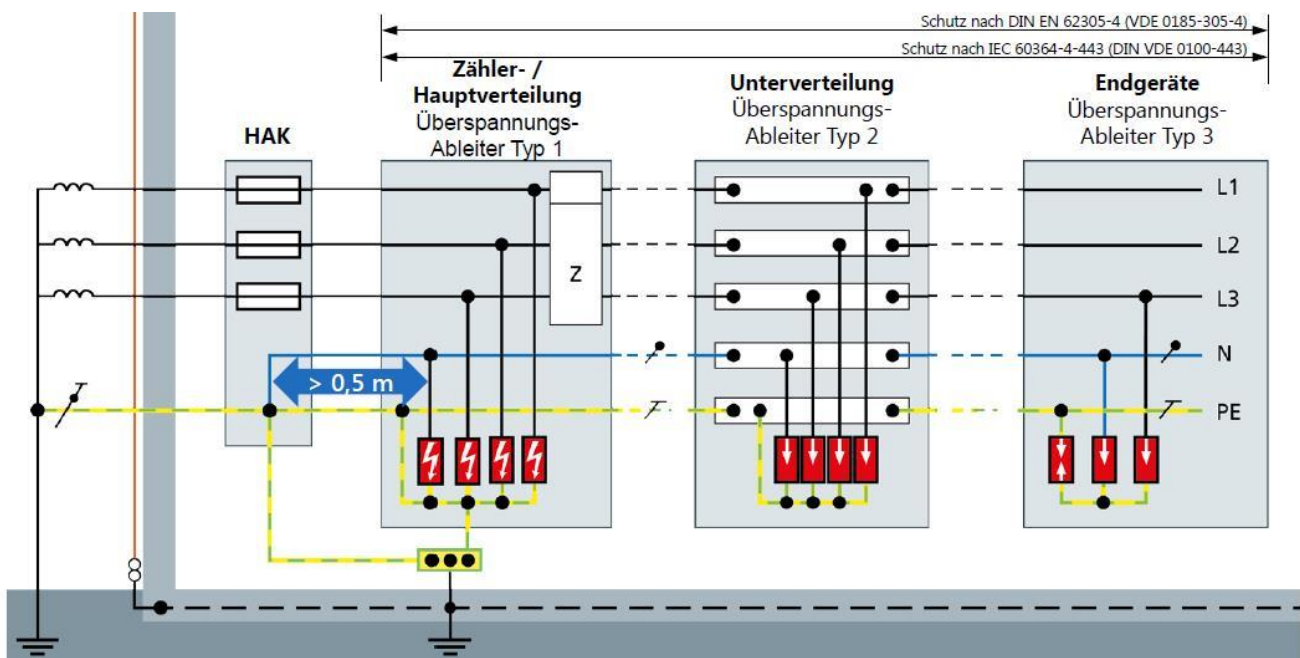 Schutz nach DIN EN 62305-4 (VDE 0185-305-4)
Schutz nach IEC 60364-4-443 (DIN VDE 0100-443)
HAK
Zähler- /
Hauptverteilung
Überspannungs-
Ableiter Typ 1
Unterverteilung
Überspannungs-
Ableiter Typ 2
Endgeräte
Überspannungs-
Ableiter Typ 3
L1
L2
Z
L3
N
> 0,5 m
PE